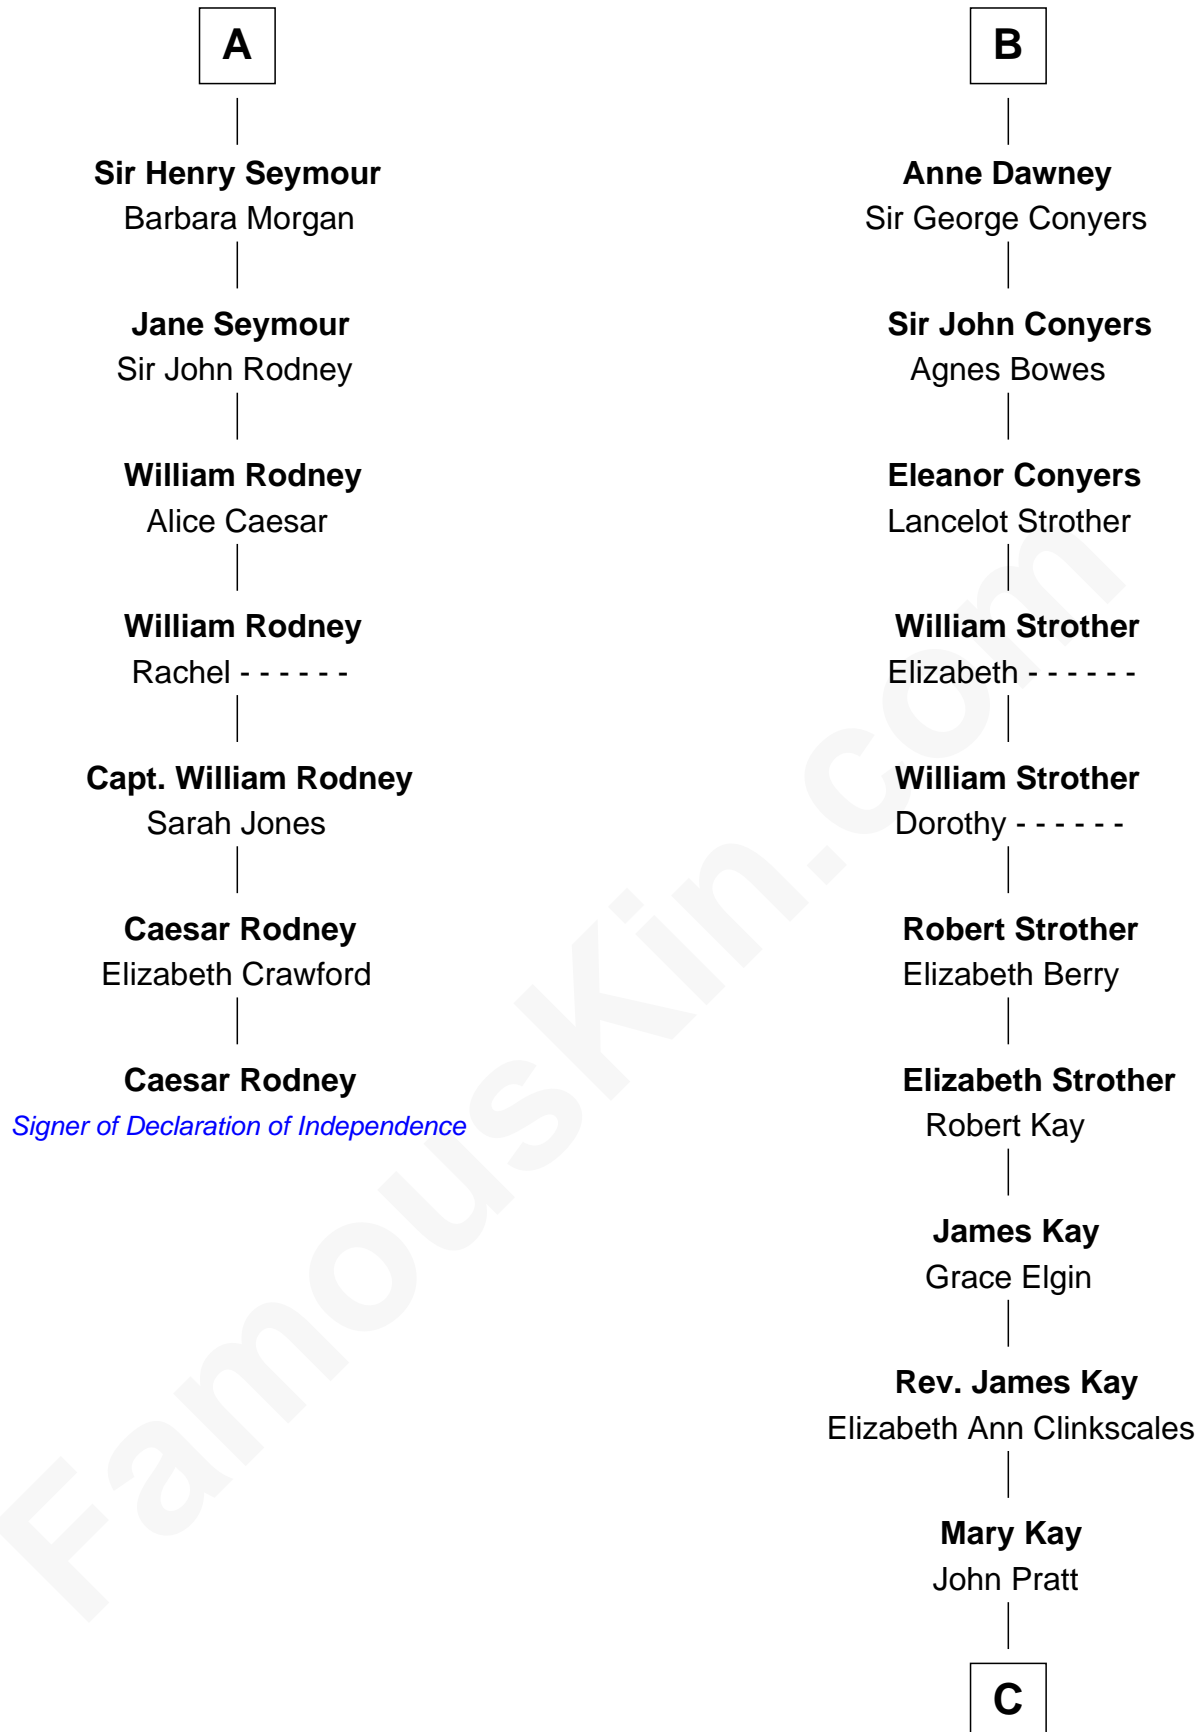 A
Sir Henry Seymour
Barbara Morgan
Jane Seymour
Sir John Rodney
William Rodney
Alice Caesar
William Rodney
Rachel - - - - - -
Capt. William Rodney
Sarah Jones
Caesar Rodney
Elizabeth Crawford
Caesar Rodney
Signer of Declaration of Independence
B
Anne Dawney
Sir George Conyers
Sir John Conyers
Agnes Bowes
Eleanor Conyers
Lancelot Strother
William Strother
Elizabeth - - - - - -
William Strother
Dorothy - - - - - -
Robert Strother
Elizabeth Berry
Elizabeth Strother
Robert Kay
James Kay
Grace Elgin
Rev. James Kay
Elizabeth Ann Clinkscales
Mary Kay
John Pratt
C
FamousKin.com